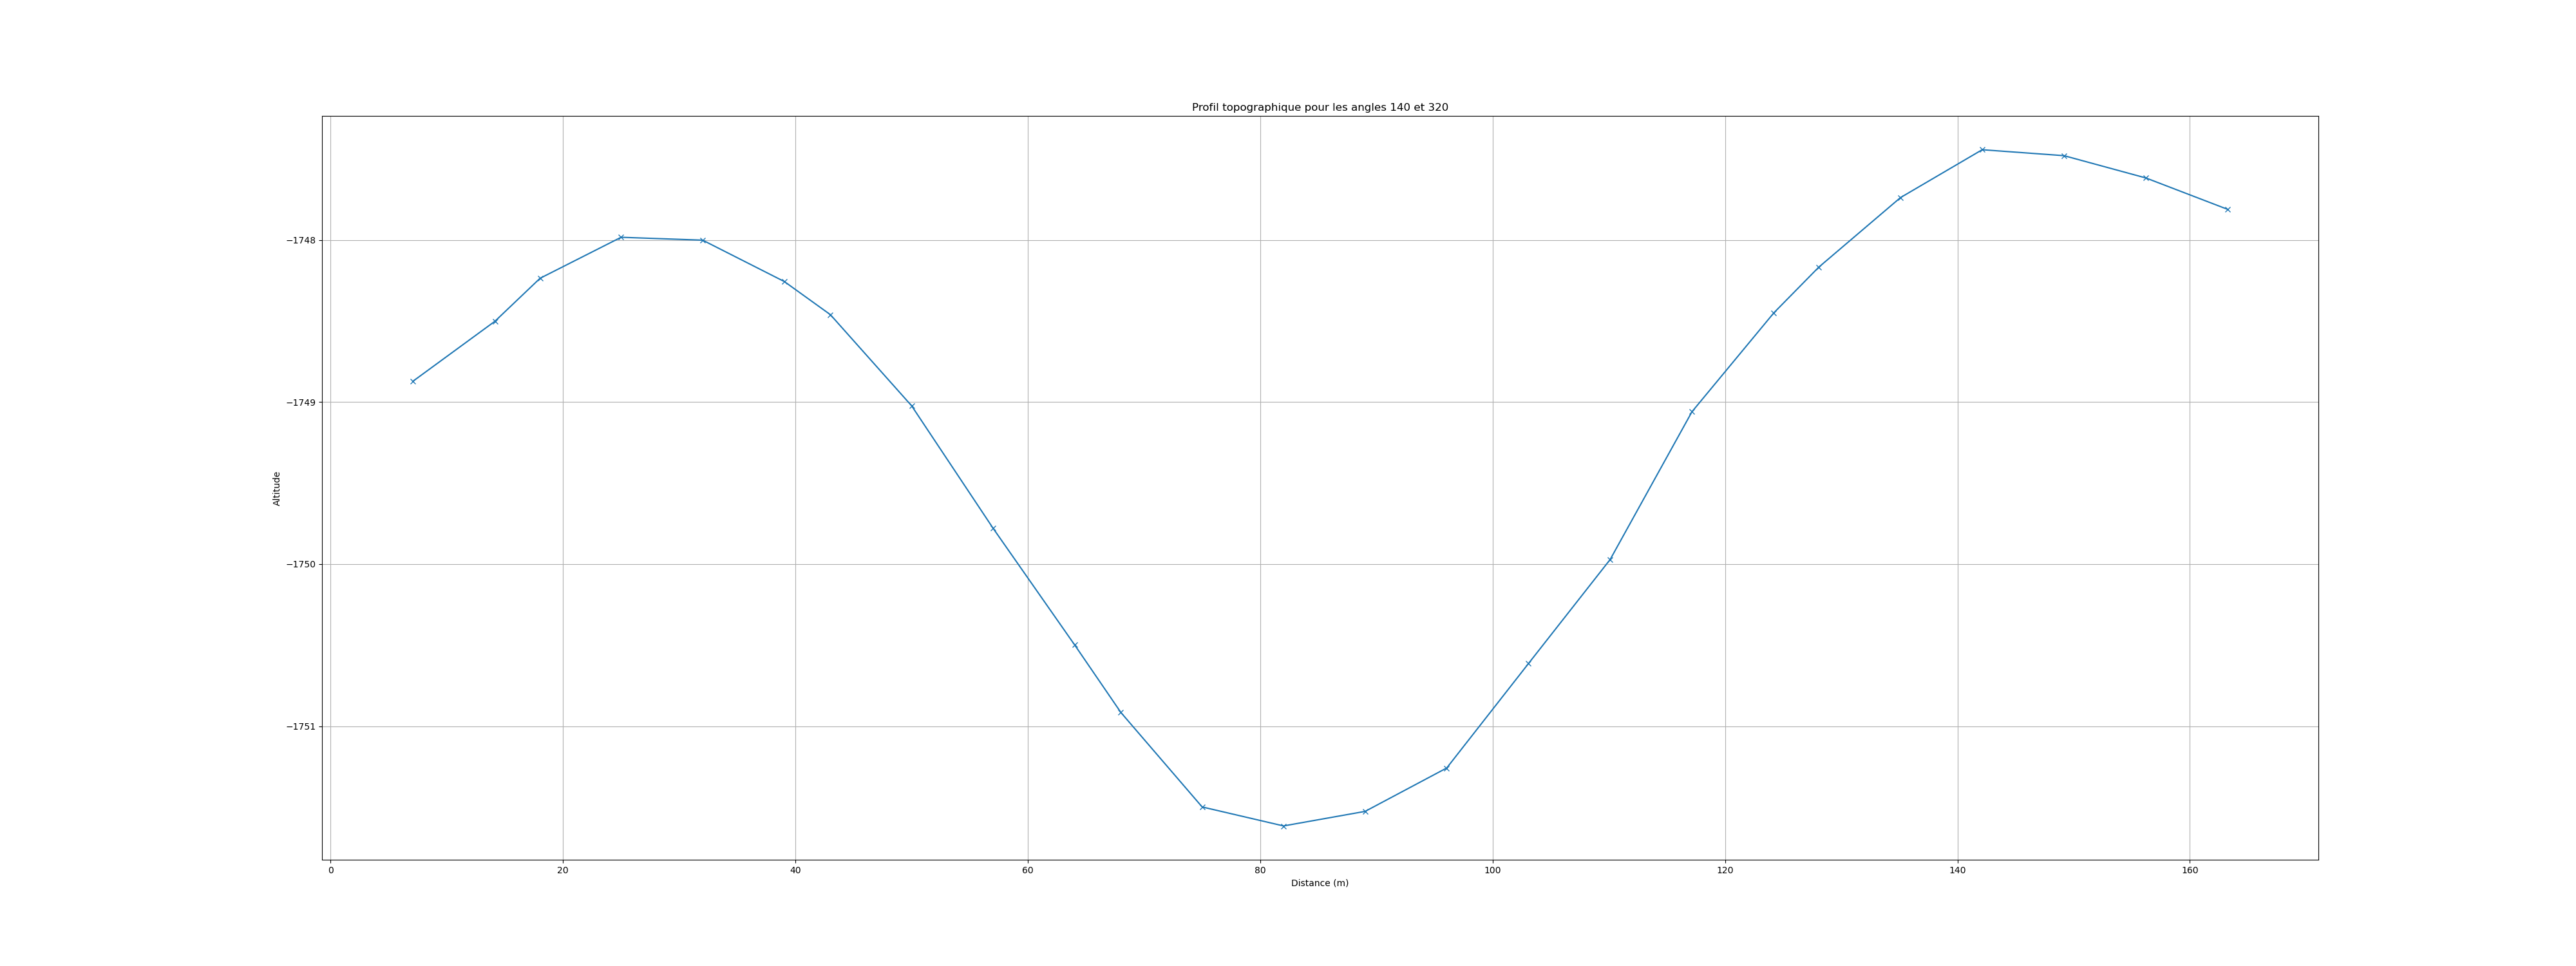 Profil topographique pour les angles 140 et 320
Altitude
−1748
−1749
−1750
−1751
0 20 40 60 80 100 120 140 160
Distance (m)